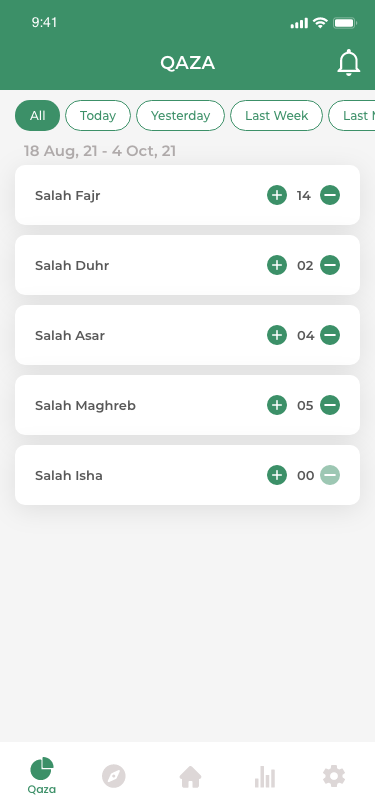 9:41
QAZA
All Today Yesterday Last Week Last
18 Aug, 21 - 4 Oct, 21
Salah Fajr 14
Salah Duhr 02
Salah Asar 04
Salah Maghreb 05
Salah Isha 00
Qaza